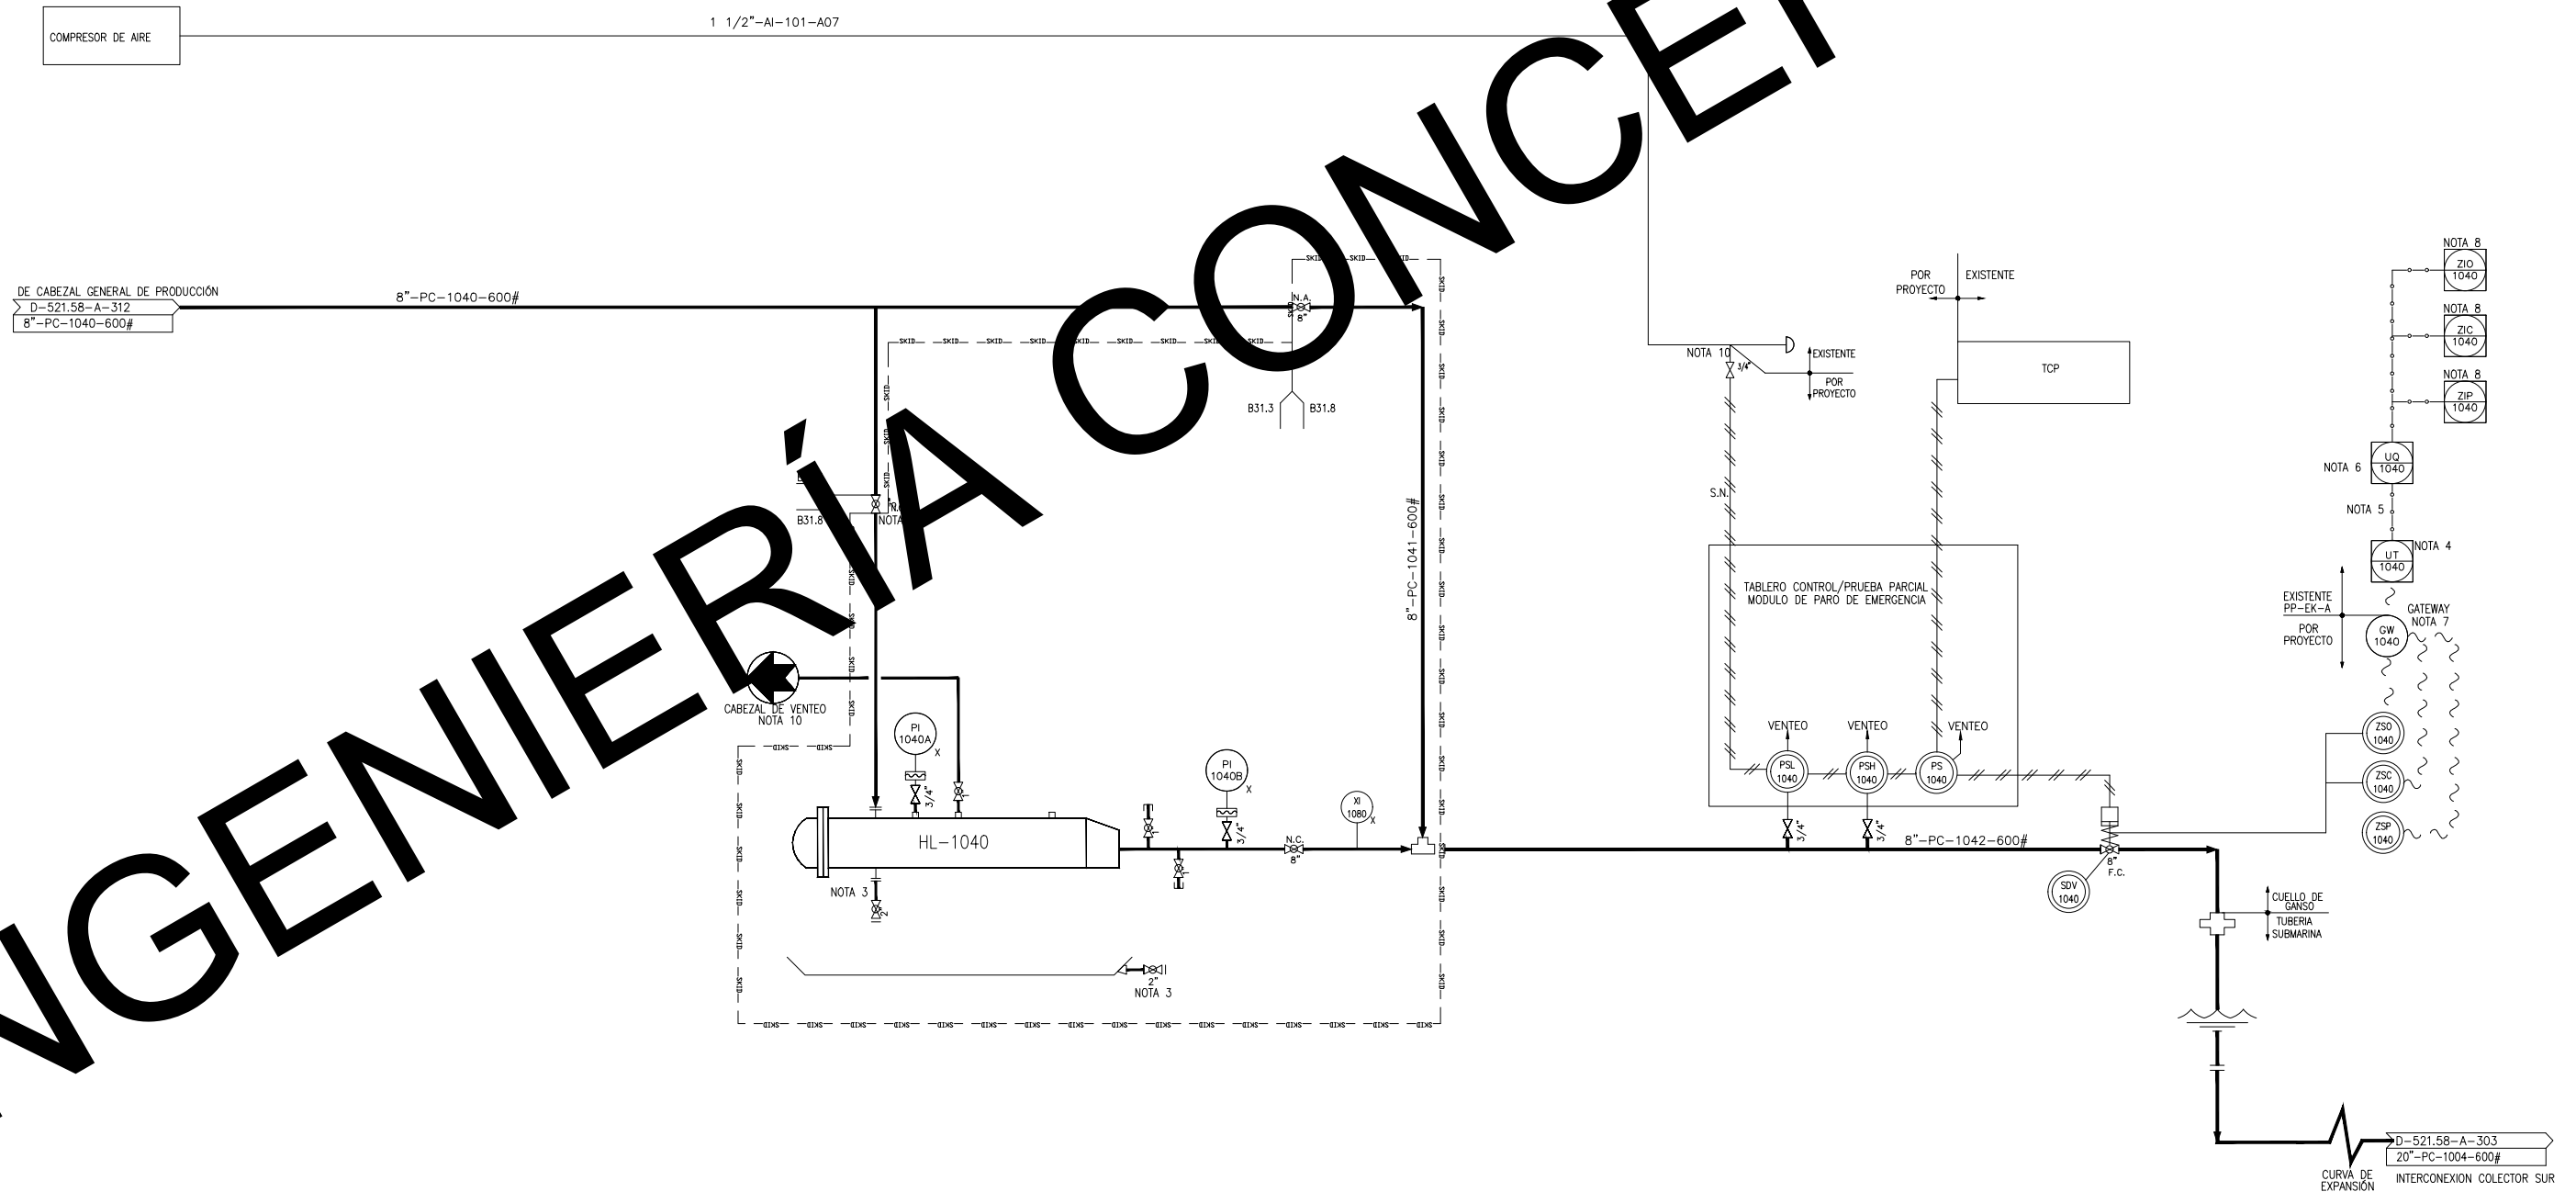 COMPRESOR DE AIRE
1 1/2"-AI-101-A07
DE CABEZAL GENERAL DE PRODUCCIÓN
D-521.58-A-312
8"-PC-1040-600#
8"-PC-1040-600#
INGENIERÍA
SKID
N.A.
8"
B31.3
B31.8
B31.8
NOTA
8"-PC-1041-600#
CABEZAL DE VENTEO
NOTA 10
PI
1040A
X
3/4"
1"
HL-1040
NOTA 3
2"
1"
1"
PI
1040B
X
3/4"
N.C.
8"
XI
1080
X
2"
NOTA 3
NOTA 10
3/4"
EXISTENTE
POR
PROYECTO
POR
PROYECTO
EXISTENTE
TCP
S.N.
TABLERO CONTROL/PRUEBA PARCIAL
MODULO DE PARO DE EMERGENCIA
VENTEO
VENTEO
VENTEO
PSL
1040
PSH
1040
PS
1040
3/4"
3/4"
8"-PC-1042-600#
8"
F.C.
SDV
1040
NOTA 8
ZIO
1040
NOTA 8
ZIC
1040
NOTA 8
ZIP
1040
NOTA 6
UQ
1040
NOTA 5
UT
1040
NOTA 4
EXISTENTE
PP-EK-A
POR
PROYECTO
GATEWAY
NOTA 7
GW
1040
ZSO
1040
ZSC
1040
ZSP
1040
CUELLO DE
GANSO
TUBERIA
SUBMARINA
CURVA DE
EXPANSIÓN
D-521.58-A-303
20"-PC-1004-600#
INTERCONEXION COLECTOR SUR